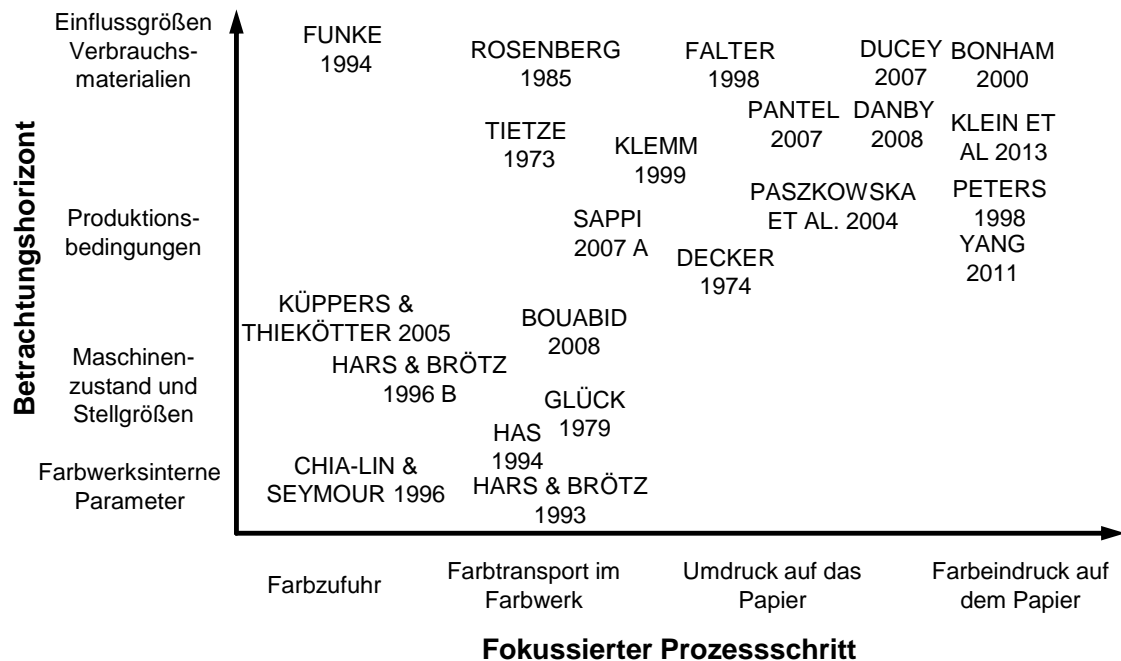 Einflussgrößen
Verbrauchs-
materialien
Produktions-
bedingungen
Maschinen-
zustand und
Stellgrößen
Farbwerksinterne
Parameter
Betrachtungshorizont
FUNKE
1994
ROSENBERG
1985
FALTER
1998
DUCEY
2007
BONHAM
2000
TIETZE
1973
KLEMM
1999
PANTEL
2007
DANBY
2008
KLEIN ET
AL 2013
SAPPI
2007 A
PASZKOWSKA
ET AL. 2004
PETERS
1998
DECKER
1974
YANG
2011
KÜPPERS &
THIEKÖTTER 2005
BOUABID
2008
HARS & BRÖTZ
1996 B
GLÜCK
1979
HAS
1994
CHIA-LIN &
SEYMOUR 1996
HARS & BRÖTZ
1993
Farbzufuhr
Farbtransport im
Farbwerk
Umdruck auf das
Papier
Farbeindruck auf
dem Papier
Fokussierter Prozessschritt